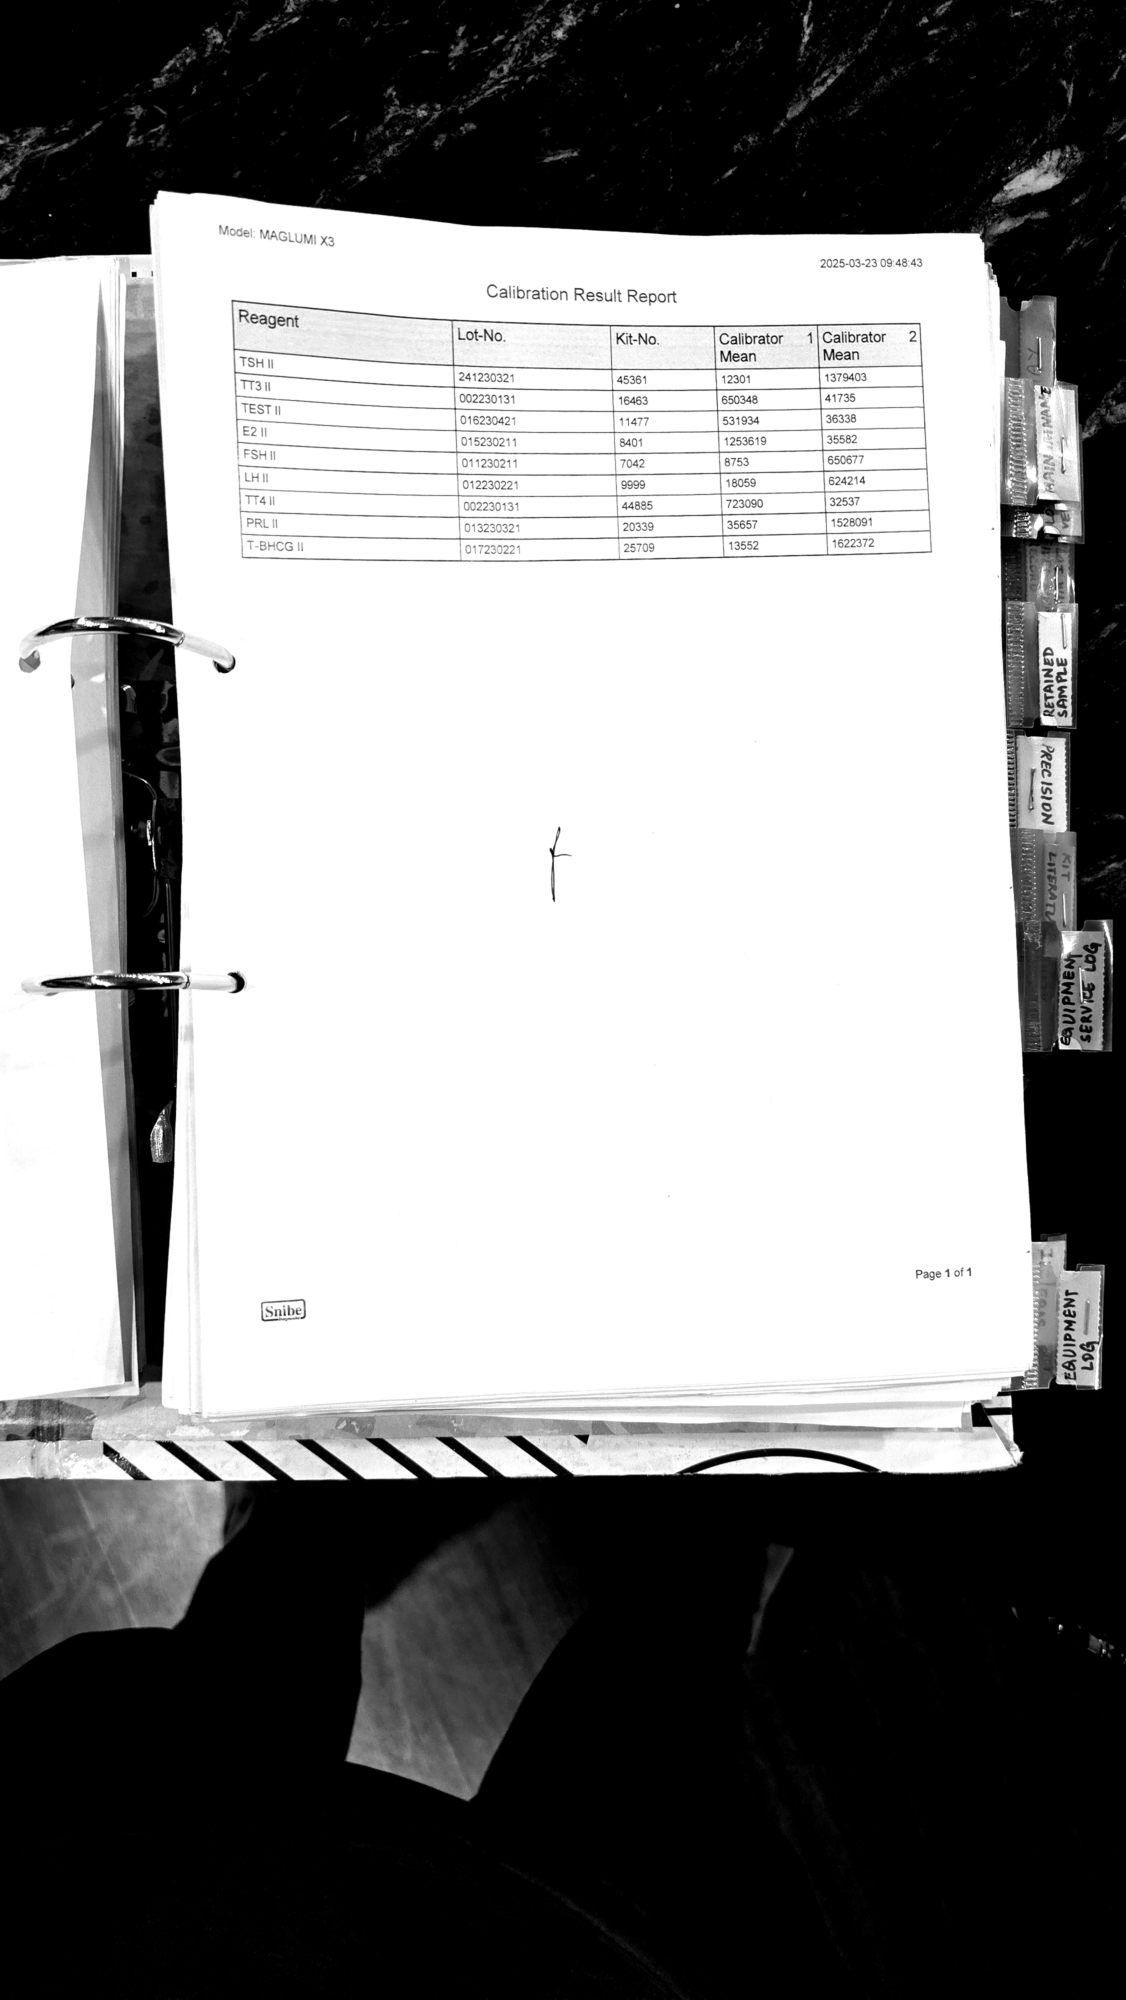 Model: MAGLUMI X3
2025-03-23 09:48:43
Calibration Result Report
Reagent Lot-No. Kit-No. Calibrator 1 Mean Calibrator 2 Mean
TSH II 241230321 45361 12301 1379403
TT3 II 002230131 16463 650348 41735
TEST II 016230421 11477 531934 36338
E2 II 015230211 8401 1253619 35582
FSH II 011230211 7042 8753 650677
LH II 012230221 9999 18059 624214
TT4 II 002230131 44885 723090 32537
PRL II 013230321 20339 35657 1528091
T-BHCG II 017230221 25709 13552 1622372
RETAINED
SAMPLE
PRECISION
KIT
EQUIPMENT
SERVICE LOG
EQUIPMENT
LOG
Page 1 of 1
Snibe